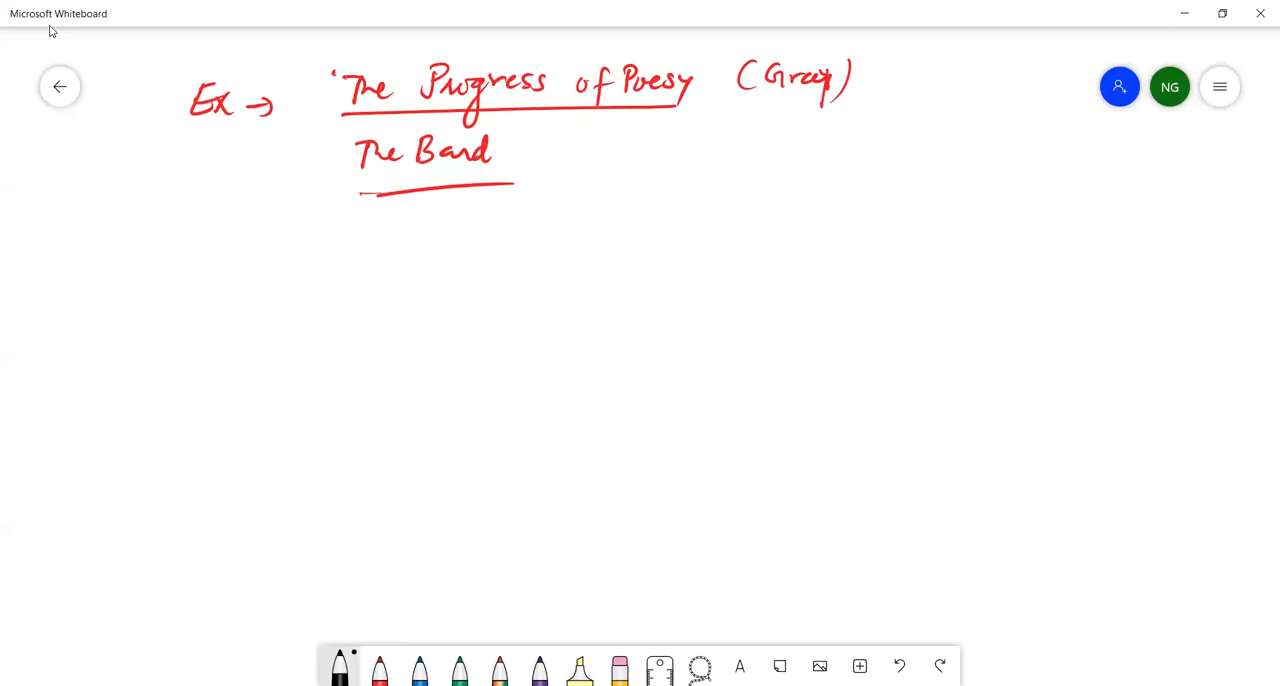 Microsoft Whiteboard
Ex → 'The Progress of Poesy (Gray)
The Bard
NG
A